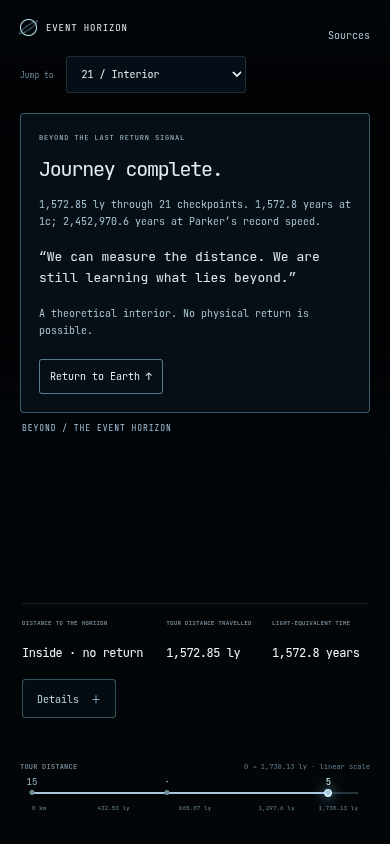 EVENT HORIZON
Sources
Jump to
21 / Interior
BEYOND THE LAST RETURN SIGNAL
Journey complete.
1,572.85 ly through 21 checkpoints. 1,572.8 years at
1c; 2,452,970.6 years at Parker’s record speed.
“We can measure the distance. We are
still learning what lies beyond.”
A theoretical interior. No physical return is
possible.
Return to Earth ↑
BEYOND / THE EVENT HORIZON
DISTANCE TO THE HORIZON
Inside · no return
TOUR DISTANCE TRAVELLED
1,572.85 ly
LIGHT-EQUIVALENT TIME
1,572.8 years
Details +
TOUR DISTANCE
0 → 1,730.13 ly · linear scale
15 · 5
0 km 432.53 ly 865.07 ly 1,297.6 ly 1,730.13 ly